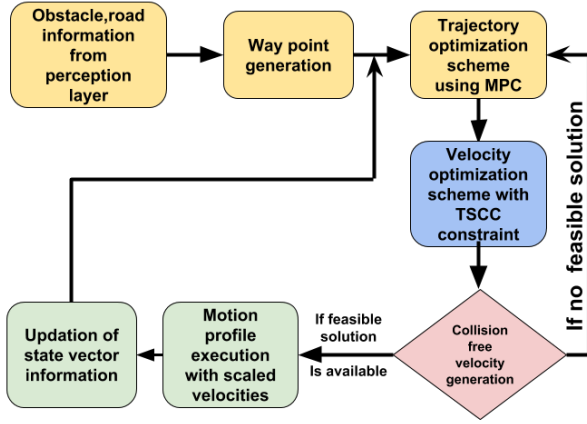 Obstacle,road
information
from
perception
layer
Way point
generation
Trajectory
optimization
scheme
using MPC
Velocity
optimization
scheme with
TSCC
constraint
Collision
free
velocity
generation
If no feasible solution
If feasible
solution
Is available
Motion
profile
execution
with scaled
velocities
Updation of
state vector
information